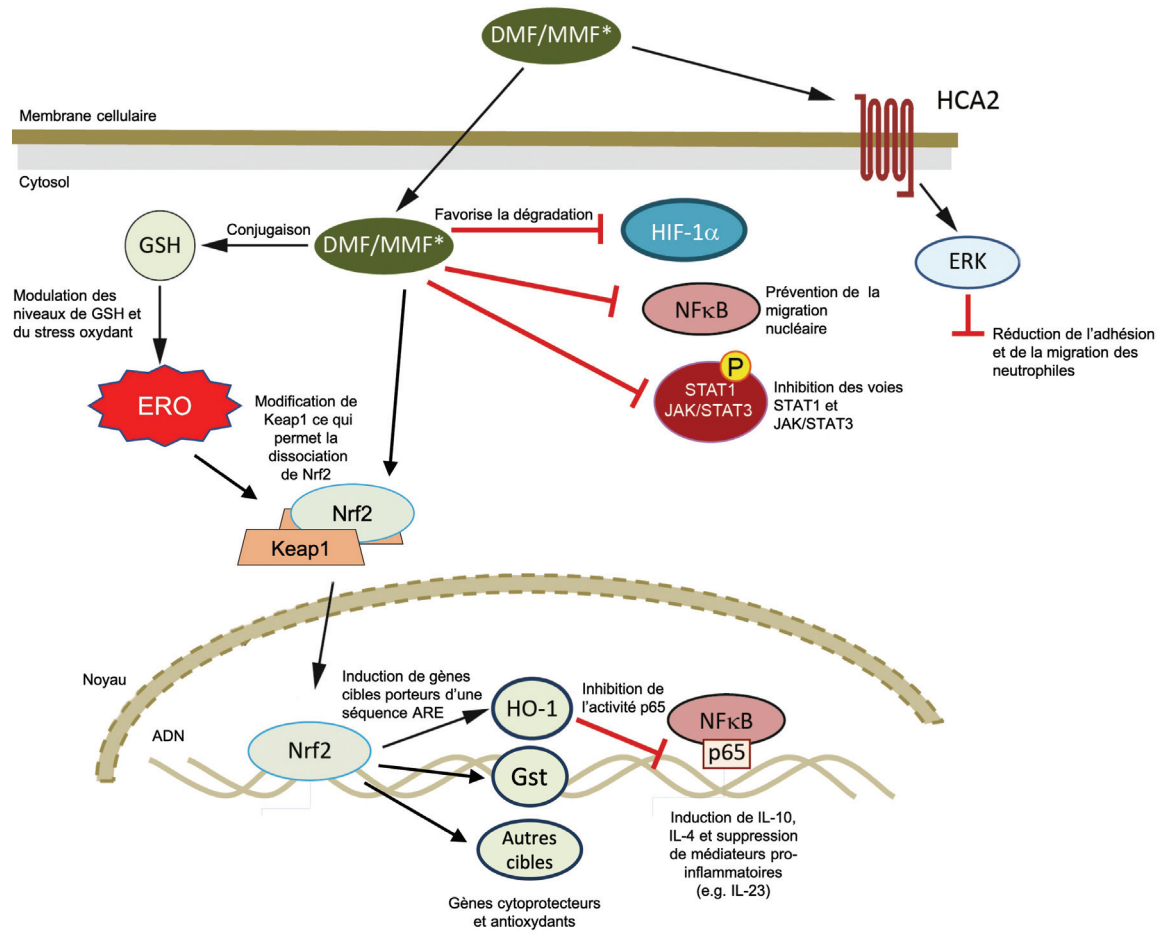 DMF/MMF*
HCA2
Membrane cellulaire
Cytosol
GSH
Conjugaison
DMF/MMF*
Favorise la dégradation
HIF-1α
ERK
Modulation des
niveaux de GSH et
du stress oxydant
NFκB
Prévention de la
migration
nucléaire
Réduction de l'adhésion
et de la migration des
neutrophiles
P
STAT1
JAK/STAT3
Inhibition des voies
STAT1 et
JAK/STAT3
ERO
Modification de
Keap1 ce qui
permet la
dissociation
de Nrf2
Nrf2
Keap1
Noyau
Induction de gènes
cibles porteurs d'une
séquence ARE
Inhibition de
l'activité p65
HO-1
NFκB
p65
ADN
Nrf2
Gst
Autres
cibles
Induction de IL-10,
IL-4 et suppression
de médiateurs pro-
inflammatoires
(e.g. IL-23)
Gènes cytoprotecteurs
et antioxydants